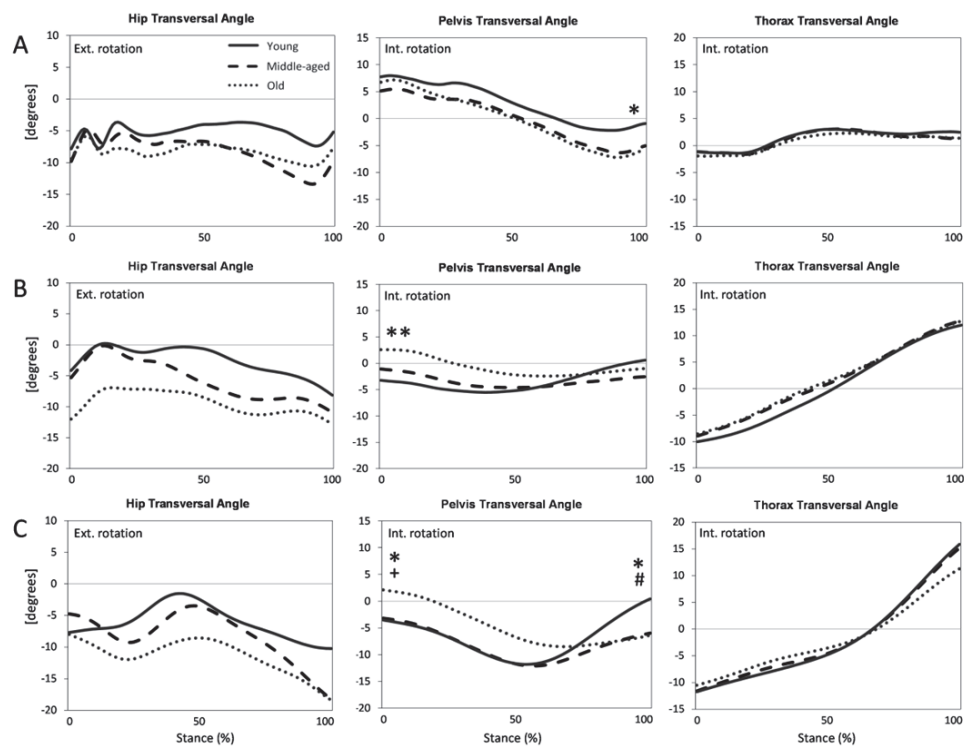 A
Hip Transversal Angle
Ext. rotation
Young
Middle-aged
Old
[degrees]
10
5
0
-5
-10
-15
-20
0 50 100
Pelvis Transversal Angle
Int. rotation
*
15
10
5
0
-5
-10
-15
-20
0 50 100
Thorax Transversal Angle
Int. rotation
20
15
10
5
0
-5
-10
-15
0 50 100
B
Hip Transversal Angle
Ext. rotation
[degrees]
10
5
0
-5
-10
-15
-20
0 50 100
Pelvis Transversal Angle
Int. rotation
**
15
10
5
0
-5
-10
-15
-20
0 50 100
Thorax Transversal Angle
Int. rotation
20
15
10
5
0
-5
-10
-15
0 50 100
C
Hip Transversal Angle
Ext. rotation
[degrees]
10
5
0
-5
-10
-15
-20
0 50 100
Stance (%)
Pelvis Transversal Angle
Int. rotation
* *
+ #
15
10
5
0
-5
-10
-15
-20
0 50 100
Stance (%)
Thorax Transversal Angle
Int. rotation
20
15
10
5
0
-5
-10
-15
0 50 100
Stance (%)